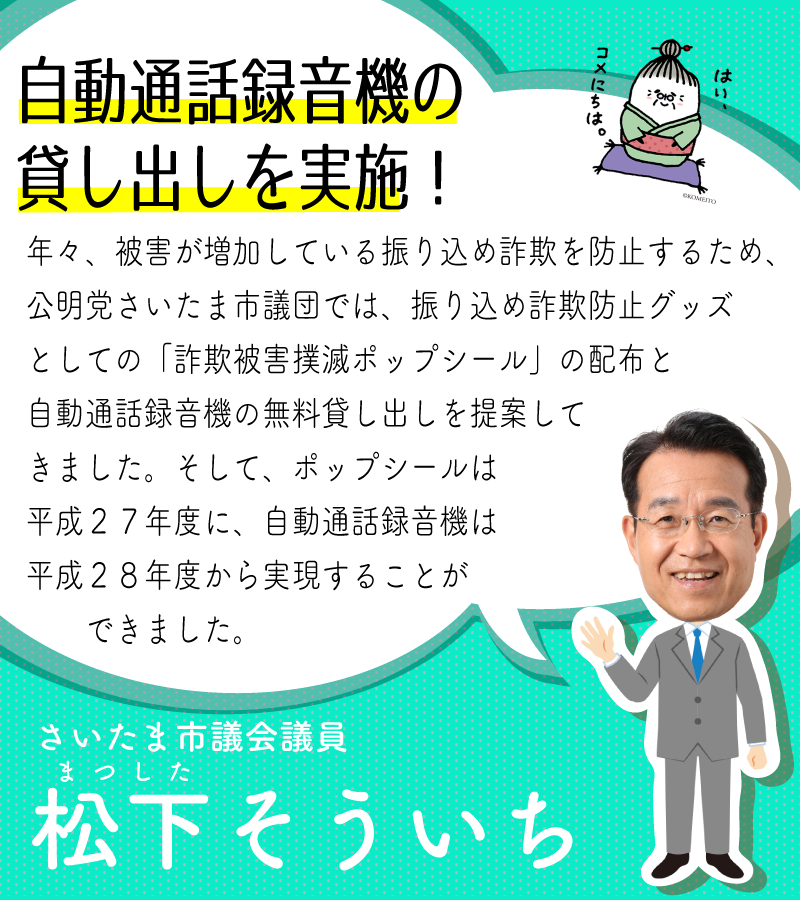 自動通話録音機の
貸し出しを実施！
はい、
コメにちは。
©KOMEITO
年々、被害が増加している振り込め詐欺を防止するため、
公明党さいたま市議団では、振り込め詐欺防止グッズ
としての「詐欺被害撲滅ポップシール」の配布と
自動通話録音機の無料貸し出しを提案して
きました。そして、ポップシールは
平成２７年度に、自動通話録音機は
平成２８年度から実現することが
できました。
さいたま市議会議員
まつした
松下そういち